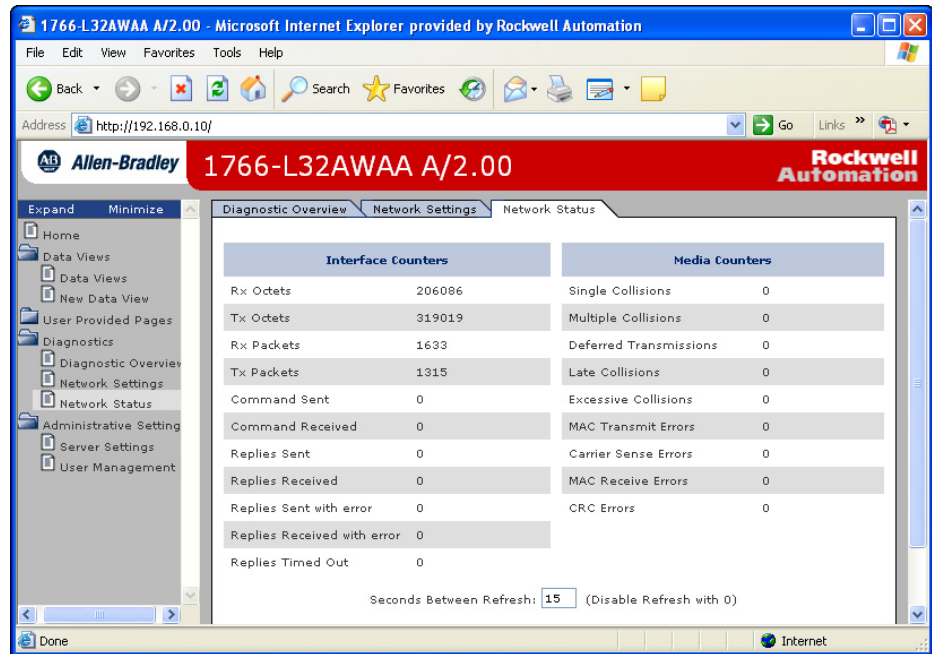 1766-L32AWAA A/2.00 - Microsoft Internet Explorer provided by Rockwell Automation
File Edit View Favorites Tools Help
Back Search Favorites
Address http://192.168.0.10/ Go Links »
AB Allen-Bradley 1766-L32AWAA A/2.00 Rockwell Automation
Expand Minimize
Home
Data Views
Data Views
New Data View
User Provided Pages
Diagnostics
Diagnostic Overview
Network Settings
Network Status
Administrative Setting
Server Settings
User Management
Diagnostic Overview Network Settings Network Status
Interface Counters Media Counters
Rx Octets 206086 Single Collisions 0
Tx Octets 319019 Multiple Collisions 0
Rx Packets 1633 Deferred Transmissions 0
Tx Packets 1315 Late Collisions 0
Command Sent 0 Excessive Collisions 0
Command Received 0 MAC Transmit Errors 0
Replies Sent 0 Carrier Sense Errors 0
Replies Received 0 MAC Receive Errors 0
Replies Sent with error 0 CRC Errors 0
Replies Received with error 0
Replies Timed Out 0
Seconds Between Refresh: 15 (Disable Refresh with 0)
Done Internet